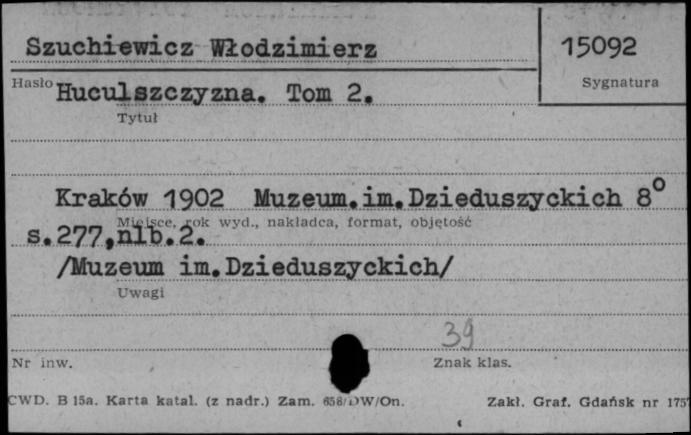 Szuchiewicz Włodzimierz
15092
Hasło
Sygnatura
Huculszczyzna. Tom 2.
Tytuł
Kraków 1902 Muzeum.im.Dzieduszyckich 8°
Miejsce, rok wyd., nakładca, format, objętość
s.277,nlb.2.
/Muzeum im.Dzieduszyckich/
Uwagi
39
Nr inw.
Znak klas.
CWD. B 15a. Karta katal. (z nadr.) Zam. 658/DW/On.
Zakł. Graf. Gdańsk nr